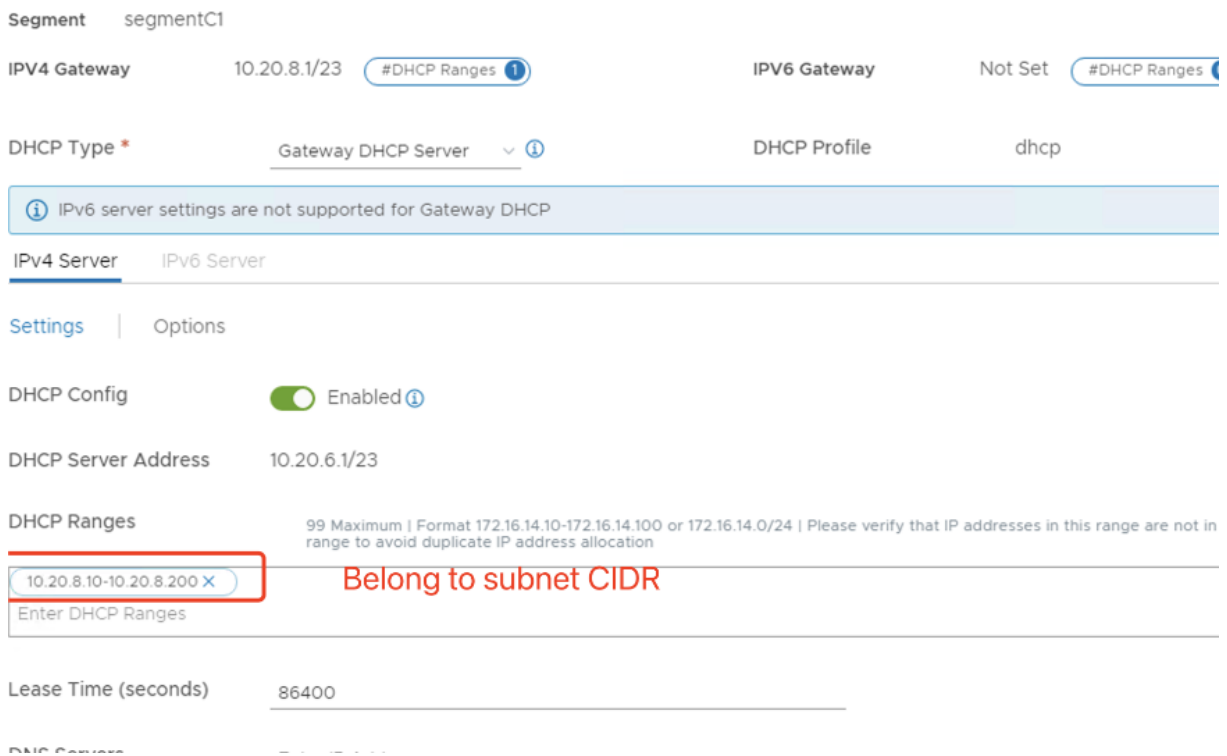 Segment segmentC1
IPV4 Gateway 10.20.8.1/23 #DHCP Ranges 1 IPV6 Gateway Not Set #DHCP Ranges
DHCP Type * Gateway DHCP Server DHCP Profile dhcp
IPv6 server settings are not supported for Gateway DHCP
IPv4 Server IPv6 Server
Settings Options
DHCP Config Enabled
DHCP Server Address 10.20.6.1/23
DHCP Ranges 99 Maximum | Format 172.16.14.10-172.16.14.100 or 172.16.14.0/24 | Please verify that IP addresses in this range are not in
range to avoid duplicate IP address allocation
10.20.8.10-10.20.8.200 Belong to subnet CIDR
Enter DHCP Ranges
Lease Time (seconds) 86400
DNS Servers